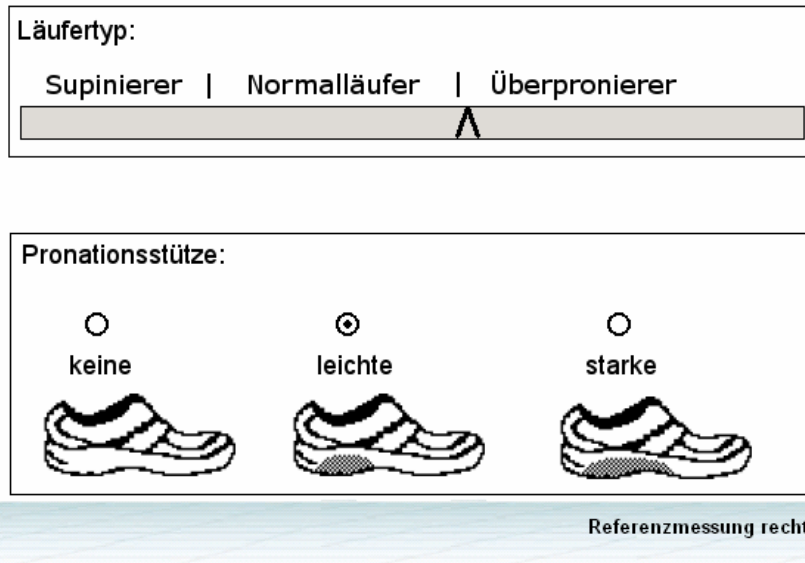 Läufertyp:
Supinierer | Normalläufer | Überpronierer
Pronationsstütze:
keine leichte starke
Referenzmessung recht